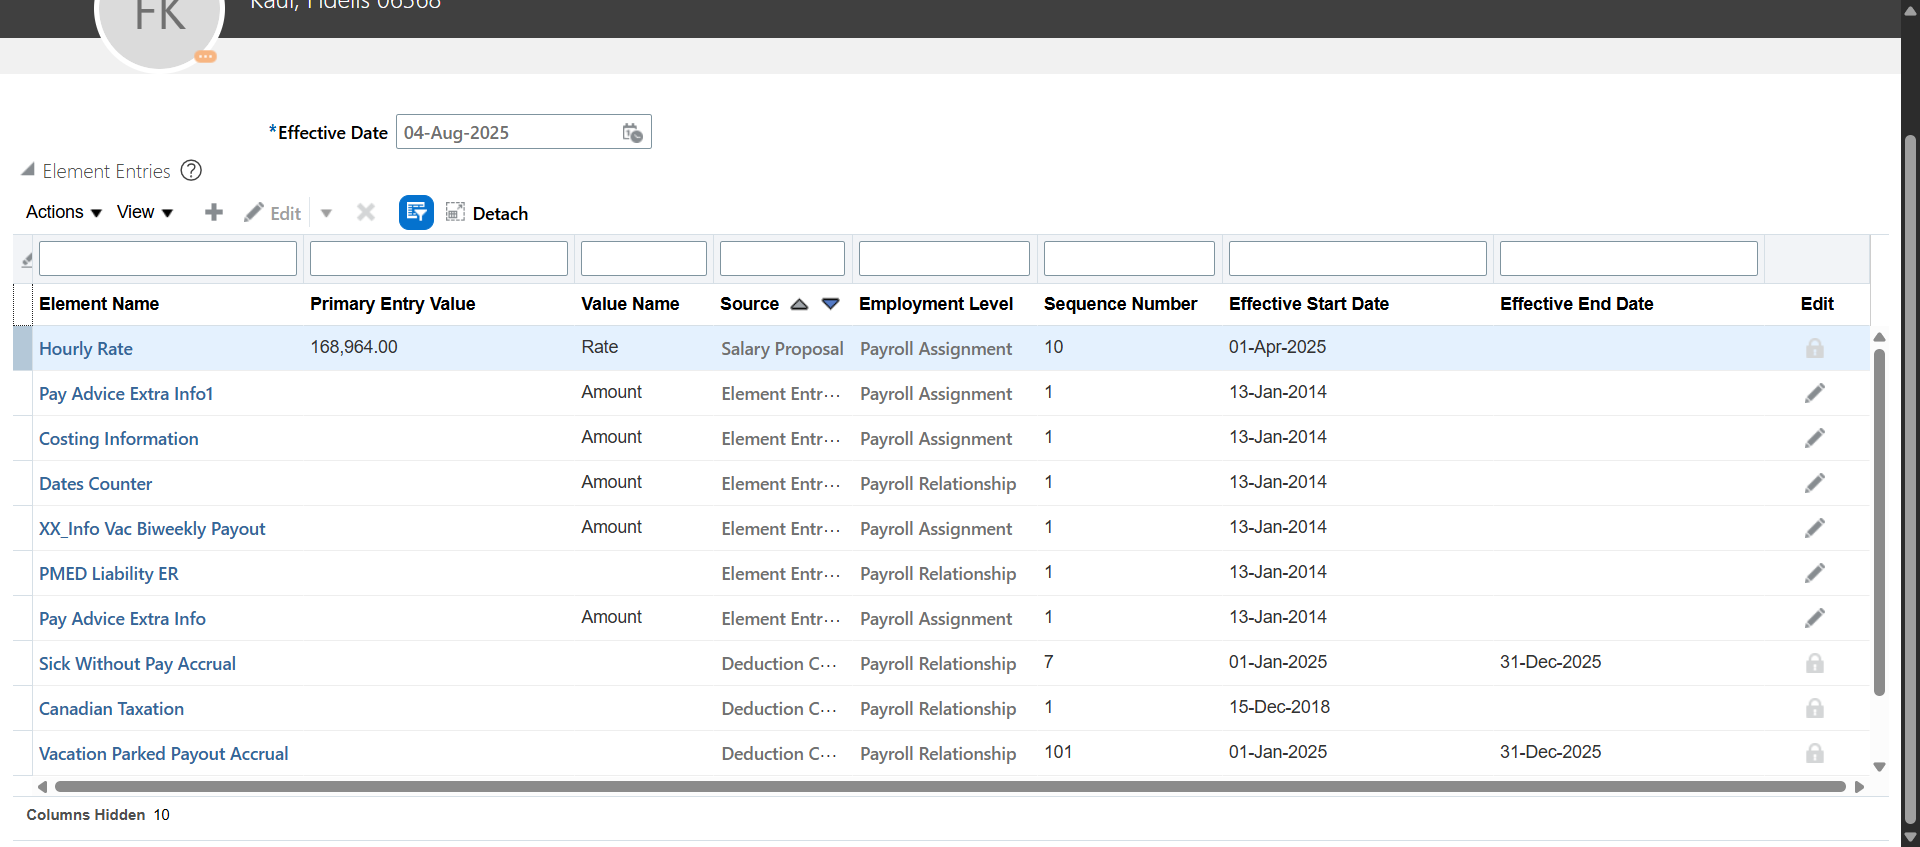 FK
*Effective Date 04-Aug-2025
Element Entries ?
Actions View Edit Detach
Element Name Primary Entry Value Value Name Source Employment Level Sequence Number Effective Start Date Effective End Date Edit
Hourly Rate 168,964.00 Rate Salary Proposal Payroll Assignment 10 01-Apr-2025
Pay Advice Extra Info1 Amount Element Entr... Payroll Assignment 1 13-Jan-2014
Costing Information Amount Element Entr... Payroll Assignment 1 13-Jan-2014
Dates Counter Amount Element Entr... Payroll Relationship 1 13-Jan-2014
XX_Info Vac Biweekly Payout Amount Element Entr... Payroll Assignment 1 13-Jan-2014
PMED Liability ER Element Entr... Payroll Relationship 1 13-Jan-2014
Pay Advice Extra Info Amount Element Entr... Payroll Assignment 1 13-Jan-2014
Sick Without Pay Accrual Deduction C... Payroll Relationship 7 01-Jan-2025 31-Dec-2025
Canadian Taxation Deduction C... Payroll Relationship 1 15-Dec-2018
Vacation Parked Payout Accrual Deduction C... Payroll Relationship 101 01-Jan-2025 31-Dec-2025
Columns Hidden 10